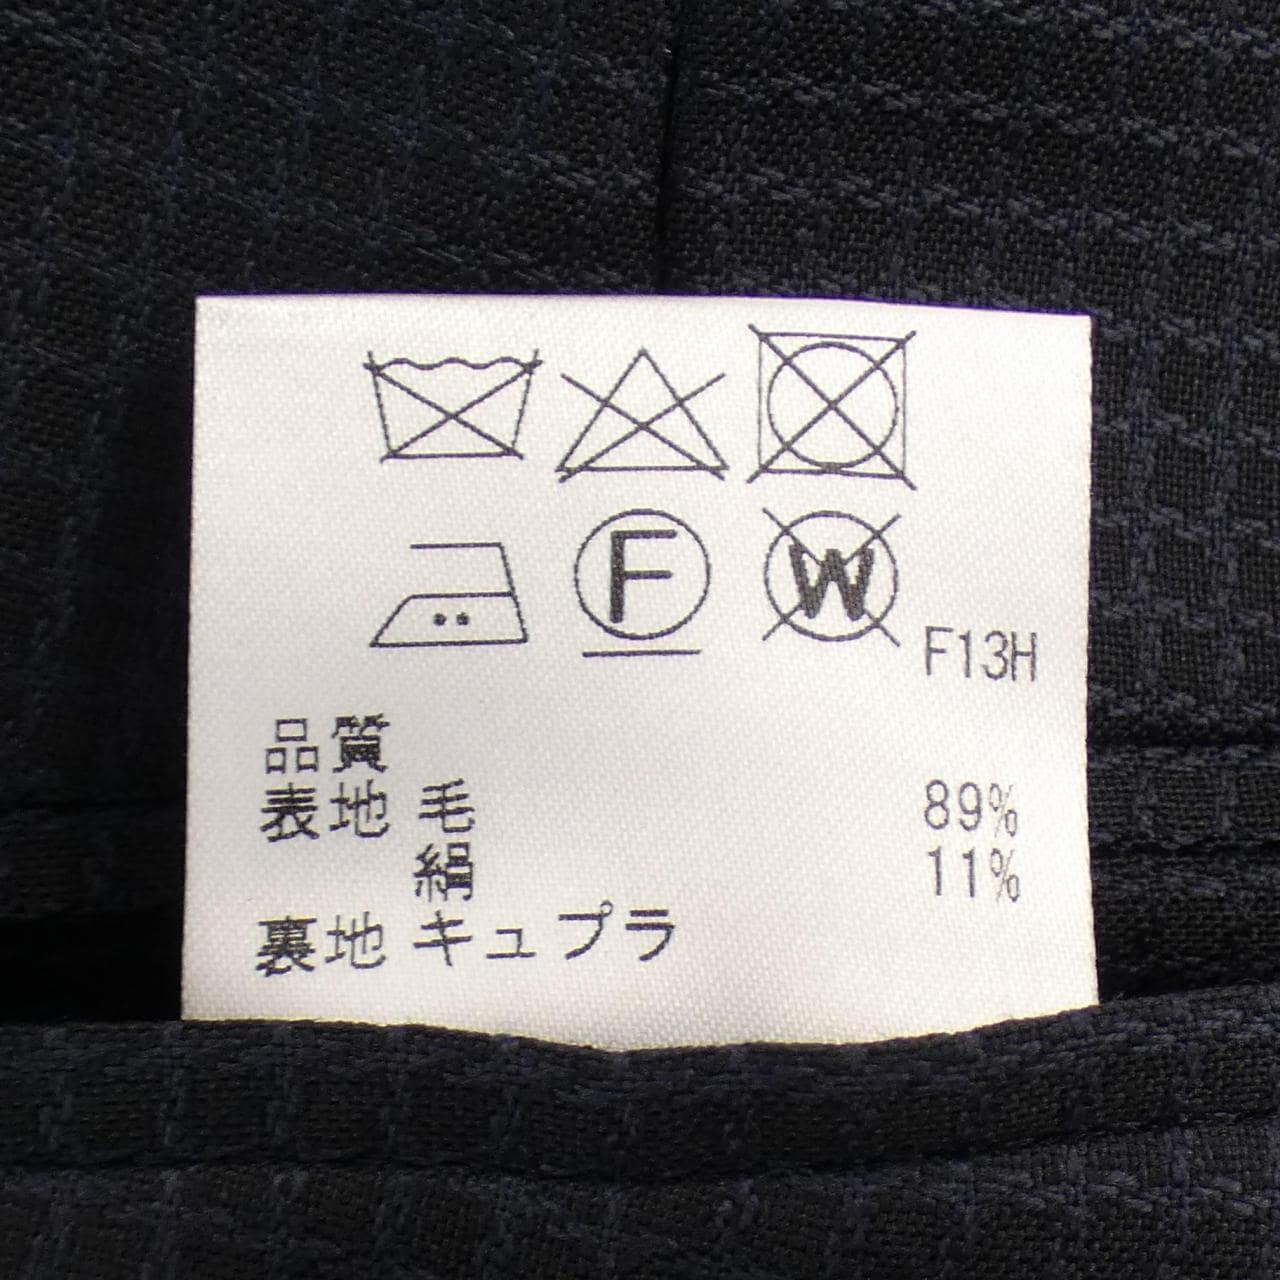 F W
F13H
品質
表地 毛 89%
絹 11%
裏地 キュプラ